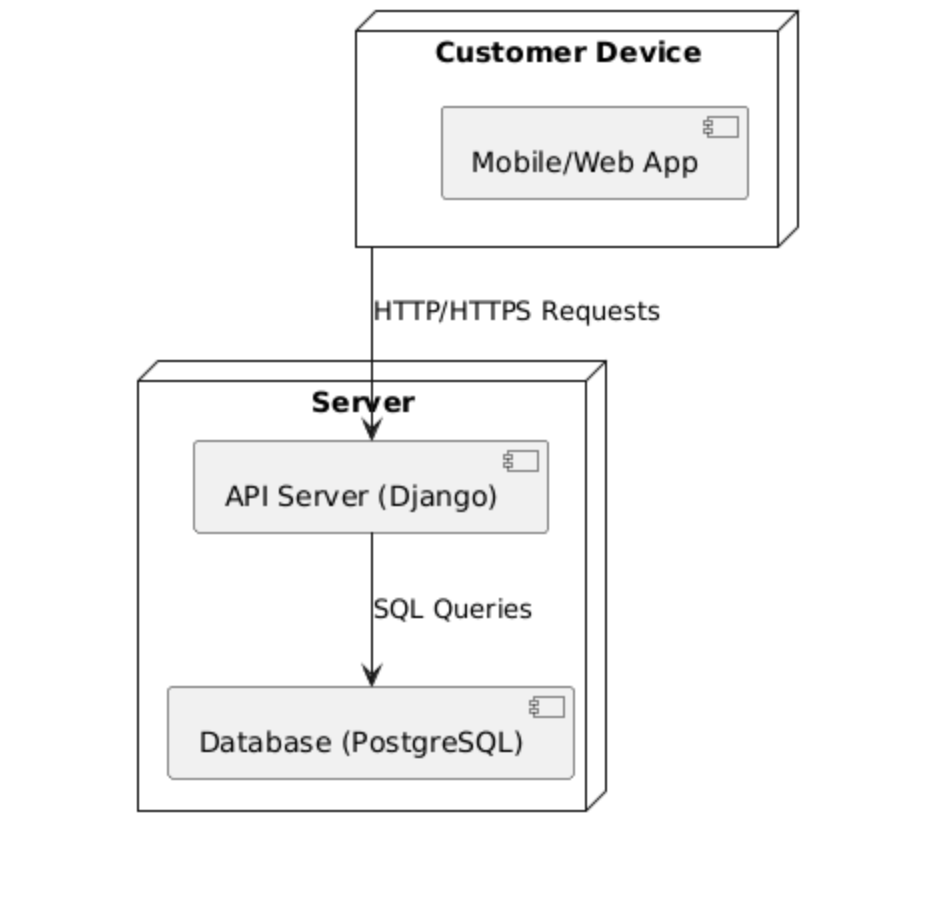 Customer Device
Mobile/Web App
HTTP/HTTPS Requests
Server
API Server (Django)
SQL Queries
Database (PostgreSQL)